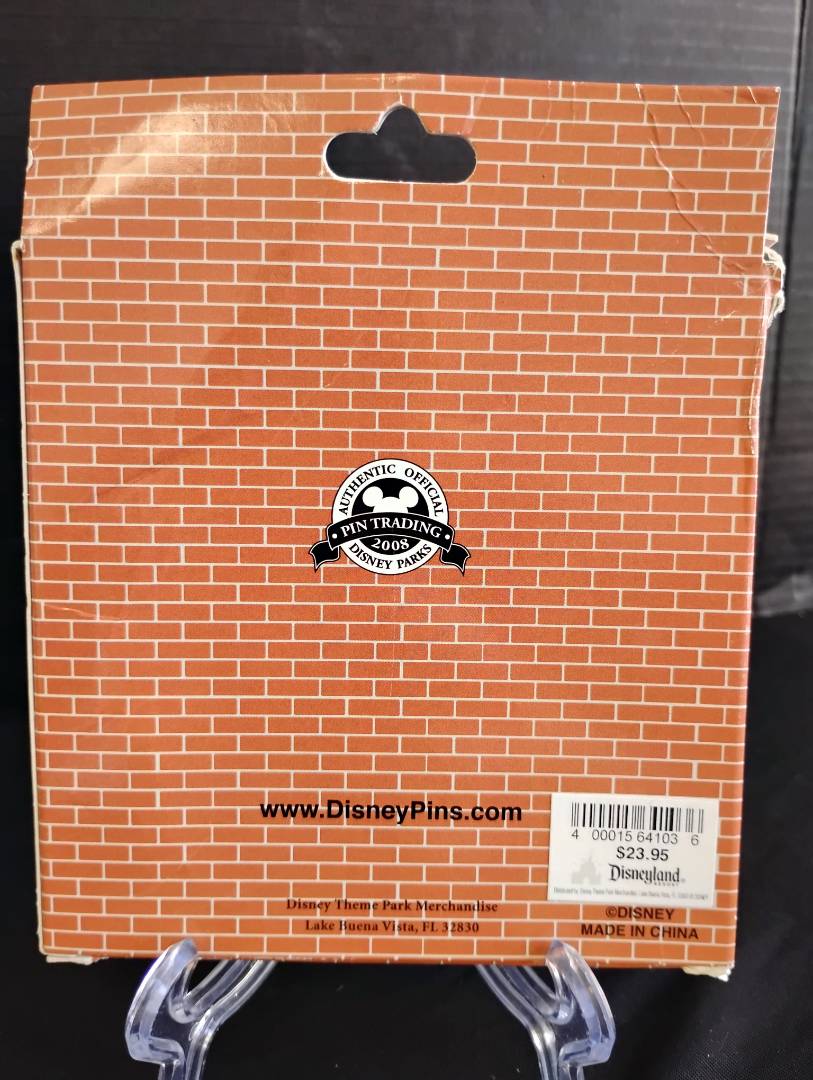 AUTHENTIC OFFICIAL
PIN TRADING
2008
DISNEY PARKS
www.DisneyPins.com
4 00015 64103 6
$23.95
Disneyland
RESORT
Disney Theme Park Merchandise
Lake Buena Vista, FL 32830
©DISNEY
MADE IN CHINA